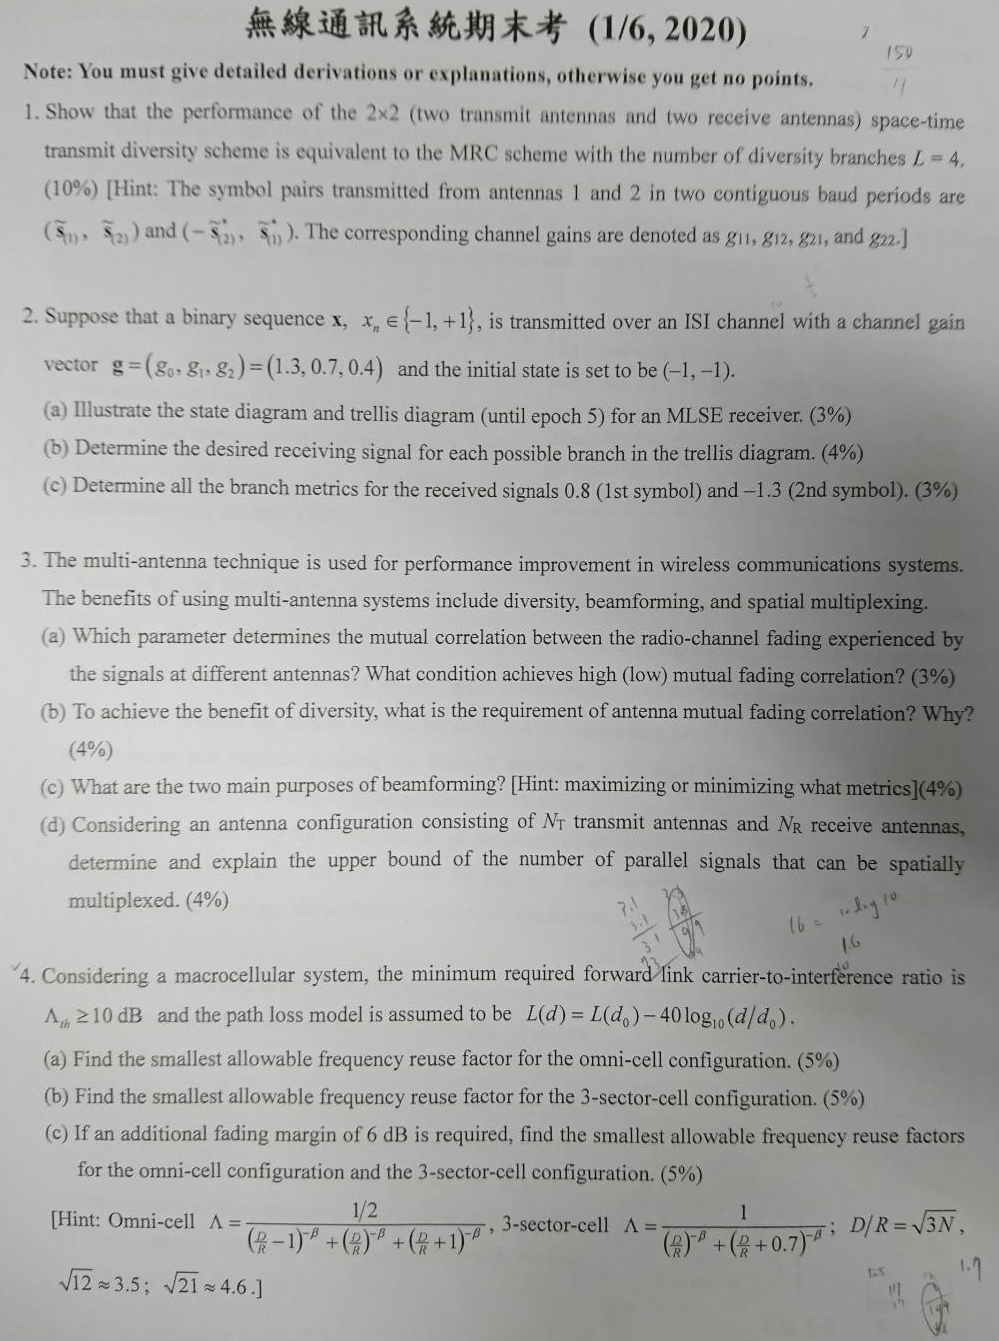 無線通訊系統期末考 (1/6, 2020)
Note: You must give detailed derivations or explanations, otherwise you get no points.
150
17
1. Show that the performance of the 2×2 (two transmit antennas and two receive antennas) space-time
transmit diversity scheme is equivalent to the MRC scheme with the number of diversity branches L = 4.
(10%) [Hint: The symbol pairs transmitted from antennas 1 and 2 in two contiguous baud periods are
(s̃₍₁₎, s̃₍₂₎) and (−s̃*₍₂₎, s̃*₍₁₎). The corresponding channel gains are denoted as g11, g12, g21, and g22.]
2. Suppose that a binary sequence x, xₙ ∈ {−1, +1}, is transmitted over an ISI channel with a channel gain
vector g = (g₀, g₁, g₂) = (1.3, 0.7, 0.4) and the initial state is set to be (−1, −1).
(a) Illustrate the state diagram and trellis diagram (until epoch 5) for an MLSE receiver. (3%)
(b) Determine the desired receiving signal for each possible branch in the trellis diagram. (4%)
(c) Determine all the branch metrics for the received signals 0.8 (1st symbol) and −1.3 (2nd symbol). (3%)
3. The multi-antenna technique is used for performance improvement in wireless communications systems.
The benefits of using multi-antenna systems include diversity, beamforming, and spatial multiplexing.
(a) Which parameter determines the mutual correlation between the radio-channel fading experienced by
the signals at different antennas? What condition achieves high (low) mutual fading correlation? (3%)
(b) To achieve the benefit of diversity, what is the requirement of antenna mutual fading correlation? Why?
(4%)
(c) What are the two main purposes of beamforming? [Hint: maximizing or minimizing what metrics](4%)
(d) Considering an antenna configuration consisting of NT transmit antennas and NR receive antennas,
determine and explain the upper bound of the number of parallel signals that can be spatially
multiplexed. (4%)
16 = 10 log 10
1.6
4. Considering a macrocellular system, the minimum required forward link carrier-to-interference ratio is
Λth ≥ 10 dB and the path loss model is assumed to be L(d) = L(d₀) − 40 log₁₀(d/d₀).
(a) Find the smallest allowable frequency reuse factor for the omni-cell configuration. (5%)
(b) Find the smallest allowable frequency reuse factor for the 3-sector-cell configuration. (5%)
(c) If an additional fading margin of 6 dB is required, find the smallest allowable frequency reuse factors
for the omni-cell configuration and the 3-sector-cell configuration. (5%)
[Hint: Omni-cell Λ = 1/2 / ((D/R − 1)^−β + (D/R)^−β + (D/R + 1)^−β), 3-sector-cell Λ = 1 / ((D/R)^−β + (D/R + 0.7)^−β); D/R = √3N,
√12 ≈ 3.5; √21 ≈ 4.6.]
1.7